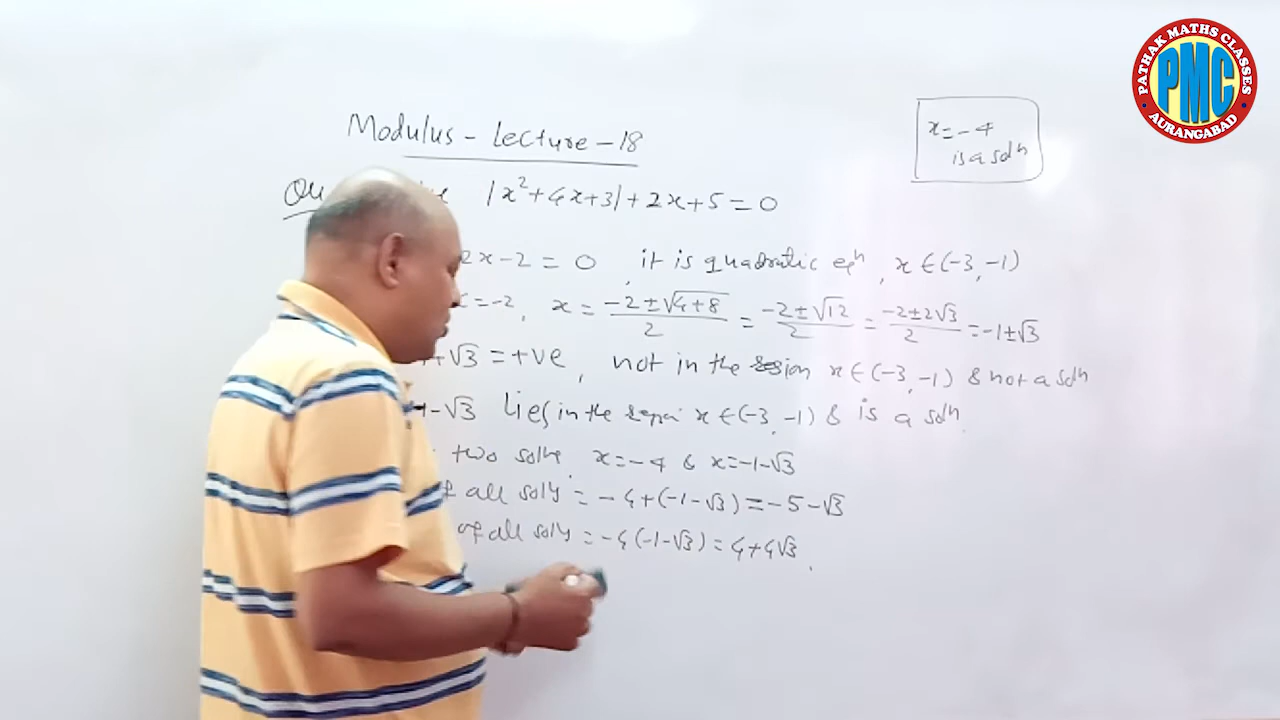 PATHAK MATHS CLASSES
PMC
AURANGABAD
Modulus - Lecture - 18
x = -4
is a solⁿ
|x²+4x+3|+2x+5=0
2x-2=0, it is quadratic eqⁿ, x∈(-3,-1)
=-2, x = (-2±√(4+8))/2 = (-2±√12)/2 = (-2±2√3)/2 = -1±√3
+√3 = +ve, not in the region x∈(-3,-1) & not a solⁿ
-√3 lies in the x∈(-3,-1) & is a solⁿ.
two solns x=-4 & x=-1-√3
of all solⁿs = -4+(-1-√3) = -5-√3
of all solⁿs = -4(-1-√3) = 4+4√3.